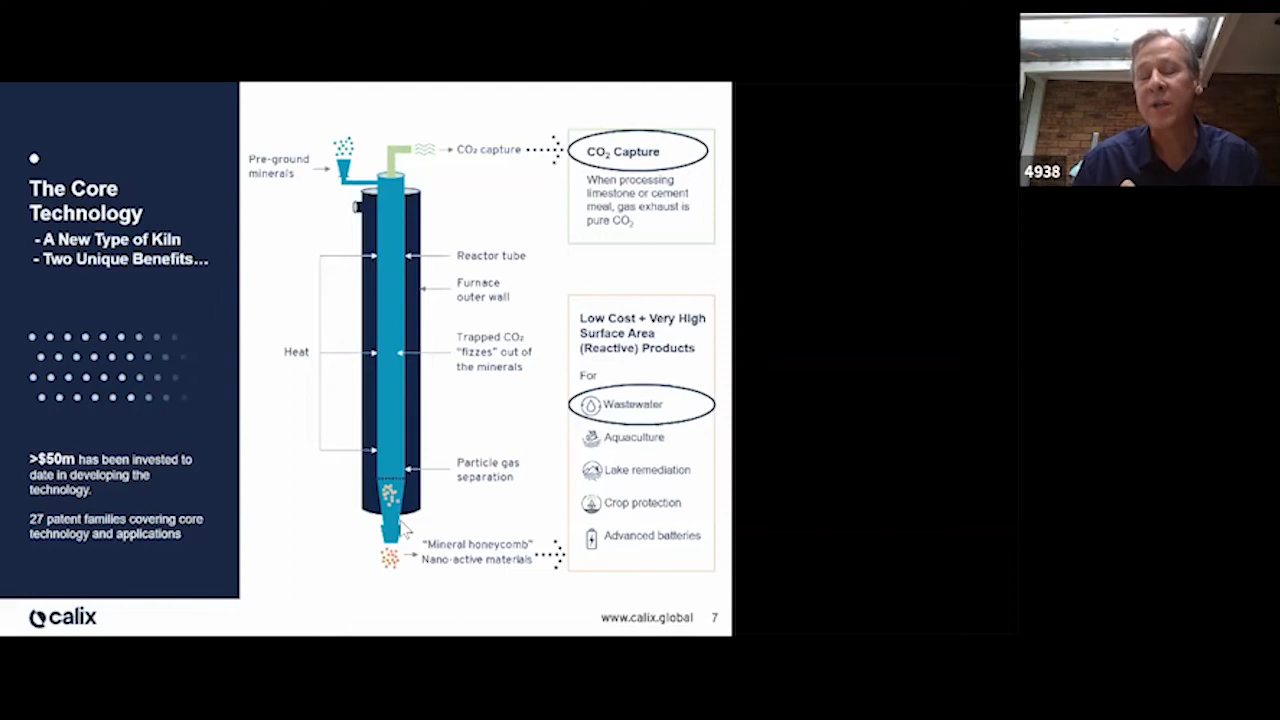 The Core
Technology
- A New Type of Kiln
- Two Unique Benefits…
>$50m has been invested to
date in developing the
technology.
27 patent families covering core
technology and applications
calix
Pre-ground
minerals
CO₂ capture
Reactor tube
Furnace
outer wall
Heat
Trapped CO₂
“fizzes” out of
the minerals
Particle gas
separation
“Mineral honeycomb”
Nano-active materials
CO₂ Capture
When processing
limestone or cement
meal, gas exhaust is
pure CO₂
Low Cost + Very High
Surface Area
(Reactive) Products
For
Wastewater
Aquaculture
Lake remediation
Crop protection
Advanced batteries
www.calix.global 7
4938